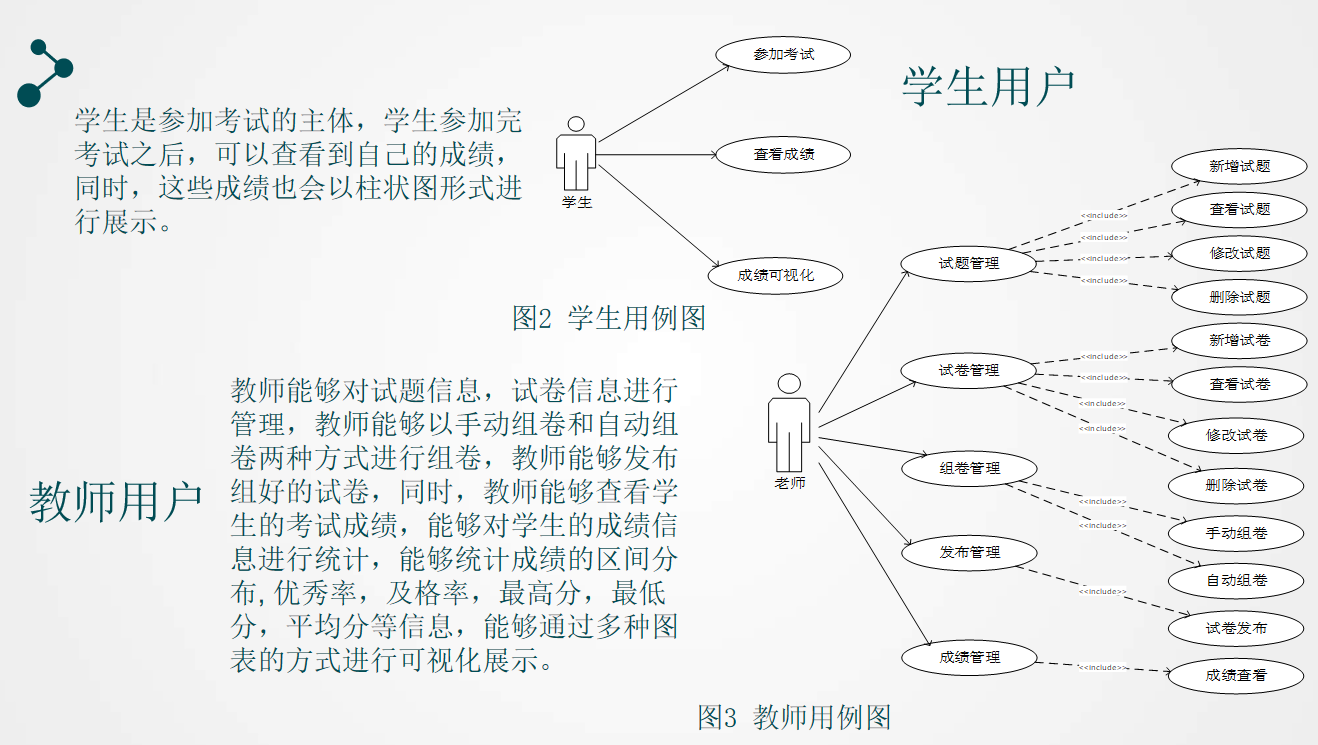 学生用户
学生是参加考试的主体，学生参加完
考试之后，可以查看到自己的成绩，
同时，这些成绩也会以柱状图形式进
行展示。
学生
参加考试
查看成绩
成绩可视化
图2 学生用例图
教师用户
教师能够对试题信息，试卷信息进行
管理，教师能够以手动组卷和自动组
卷两种方式进行组卷，教师能够发布
组好的试卷，同时，教师能够查看学
生的考试成绩，能够对学生的成绩信
息进行统计，能够统计成绩的区间分
布,优秀率，及格率，最高分，最低
分，平均分等信息，能够通过多种图
表的方式进行可视化展示。
老师
试题管理
<<include>>
新增试题
<<include>>
查看试题
<<include>>
修改试题
<<include>>
删除试题
试卷管理
<<include>>
新增试卷
<<include>>
查看试卷
<<include>>
修改试卷
<<include>>
删除试卷
组卷管理
<<include>>
手动组卷
<<include>>
自动组卷
发布管理
<<include>>
试卷发布
成绩管理
<<include>>
成绩查看
图3 教师用例图